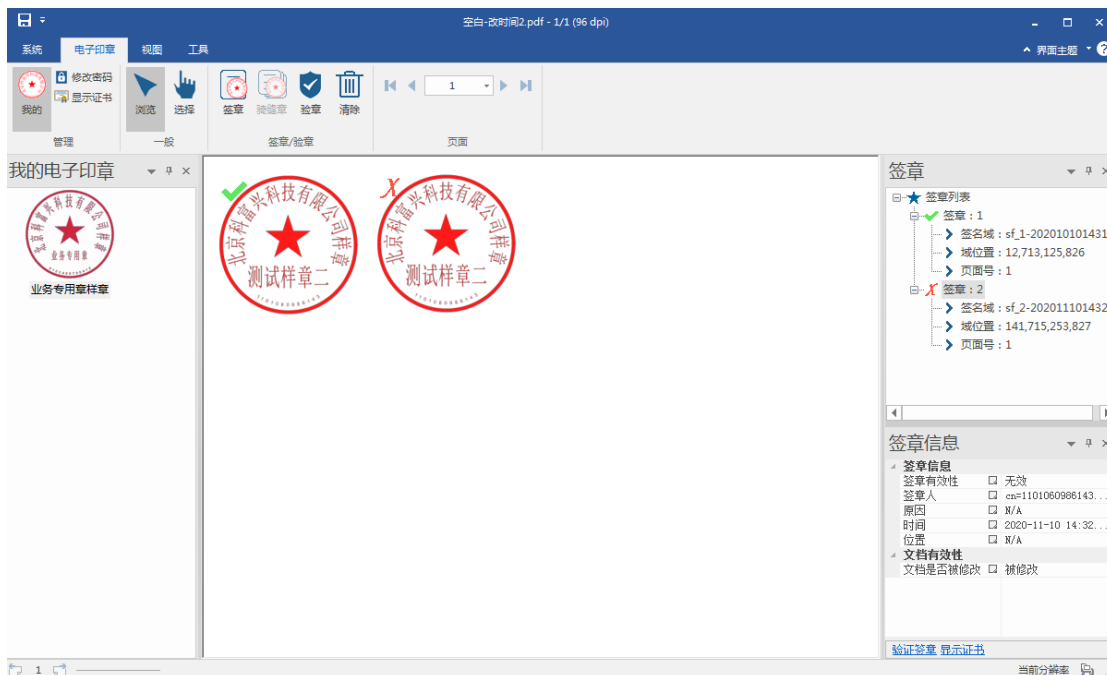 空白-改时间2.pdf - 1/1 (96 dpi)
系统 电子印章 视图 工具 界面主题
我的 修改密码 显示证书 浏览 选择 签章 骑缝章 验章 清除 1
管理 一般 签章/验章 页面
我的电子印章
科技有限公司
业务专用章
业务专用章样章
北京科富兴科技有限公司样章
测试样章二
1101080986143
北京科富兴科技有限公司样章
测试样章二
1101080986143
签章
签章列表
签章：1
签名域：sf_1-202010101431
域位置：12,713,125,826
页面号：1
签章：2
签名域：sf_2-202011101432
域位置：141,715,253,827
页面号：1
签章信息
签章信息
签章有效性 无效
签章人 cn=1101060986143...
原因 N/A
时间 2020-11-10 14:32...
位置 N/A
文档有效性
文档是否被修改 被修改
验证签章 显示证书
1 当前分辨率